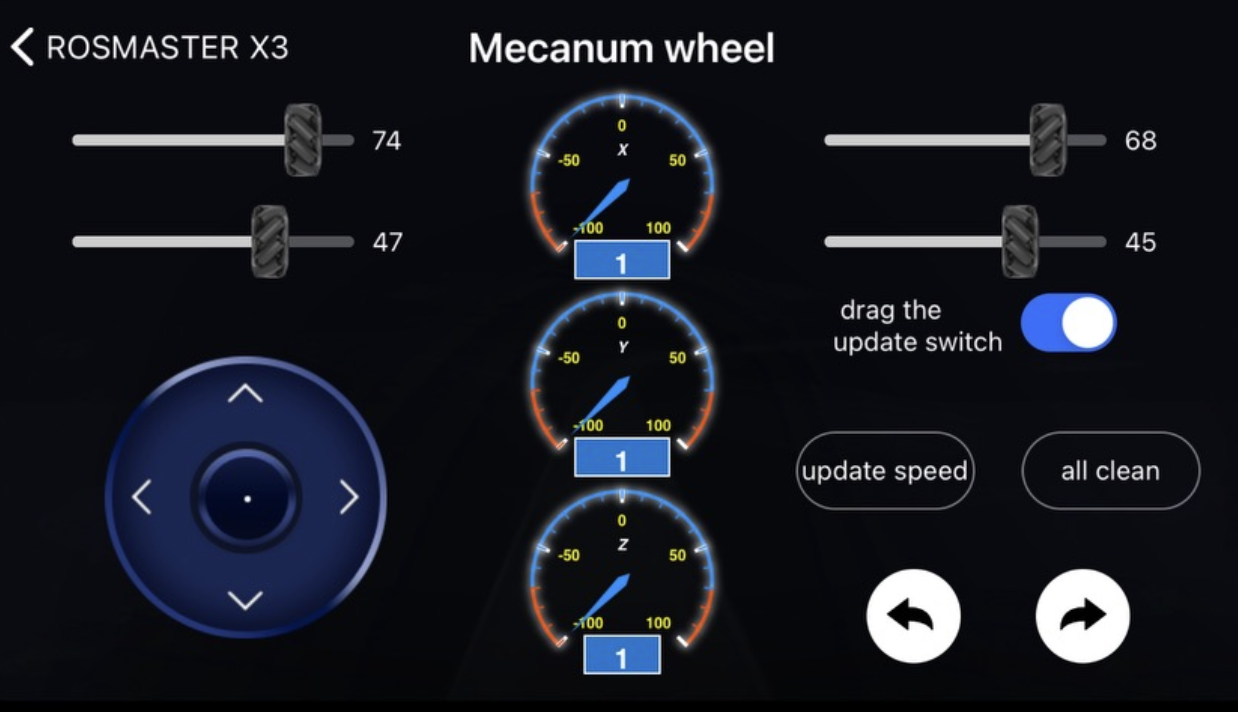 ROSMASTER X3
Mecanum wheel
74
47
0
X
-50
50
-100
100
1
0
Y
-50
50
-100
100
1
0
Z
-50
50
-100
100
1
68
45
drag the
update switch
update speed
all clean